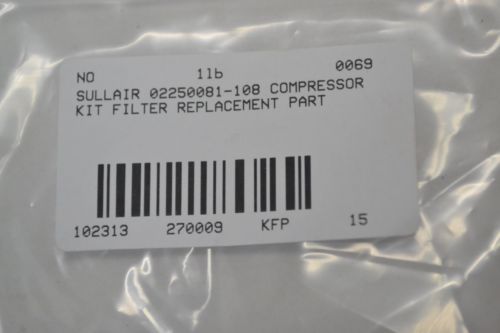 NO 1lb 0069
SULLAIR 02250081-108 COMPRESSOR
KIT FILTER REPLACEMENT PART
102313 270009 KFP 15